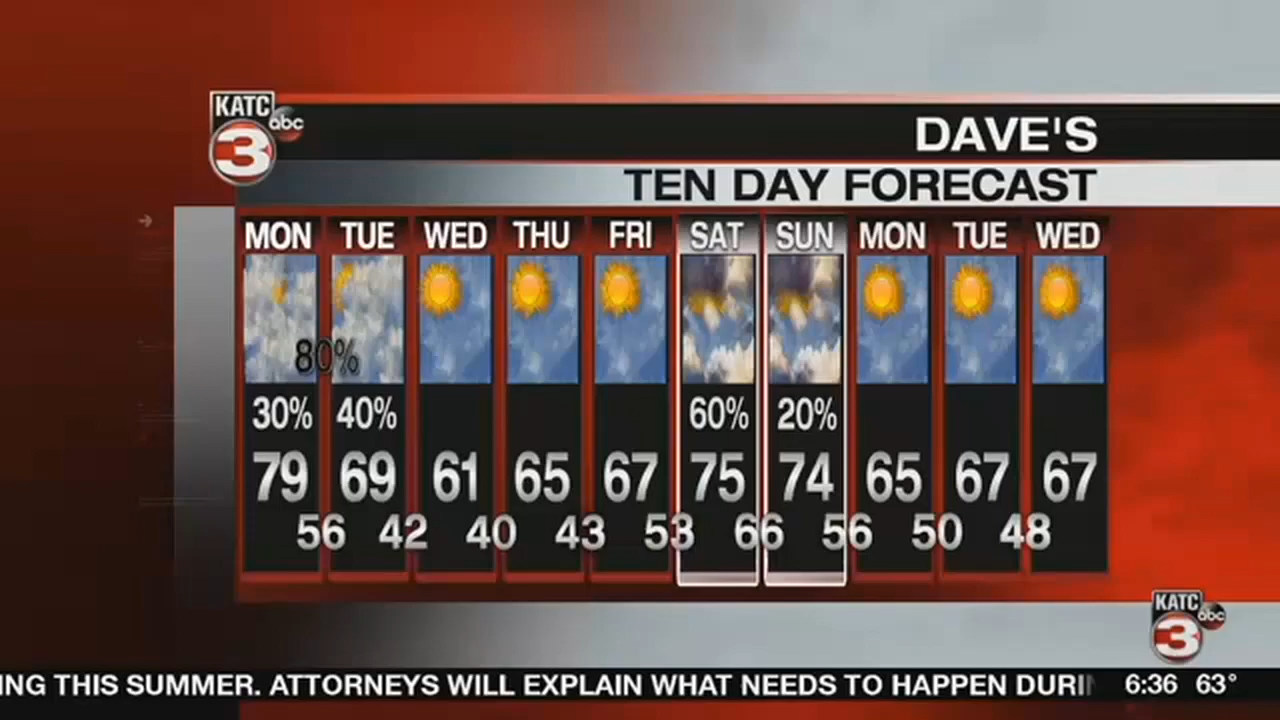 KATC
abc
3
DAVE'S
TEN DAY FORECAST
MON TUE WED THU FRI SAT SUN MON TUE WED
80%
30% 40% 60% 20%
79 69 61 65 67 75 74 65 67 67
56 42 40 43 53 66 56 50 48
KATC
abc
3
ING THIS SUMMER. ATTORNEYS WILL EXPLAIN WHAT NEEDS TO HAPPEN DURI 6:36 63°